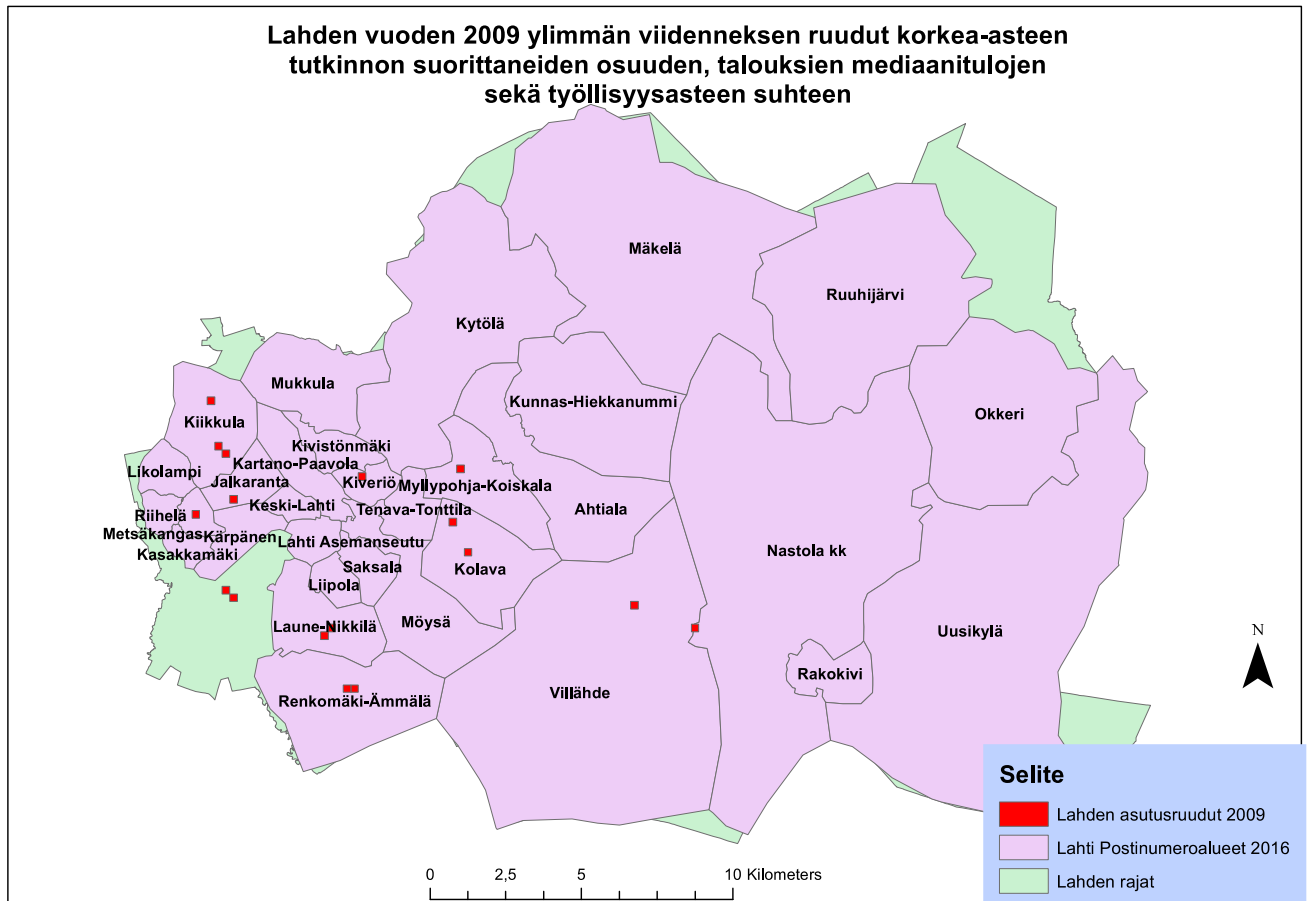 Lahden vuoden 2009 ylimmän viidenneksen ruudut korkea-asteen
tutkinnon suorittaneiden osuuden, talouksien mediaanitulojen
sekä työllisyysasteen suhteen
Mäkelä
Ruuhijärvi
Kytölä
Mukkula
Kunnas-Hiekkanummi
Okkeri
Kiikkula
Kivistönmäki
Kartano-Paavola
Likolampi
Jalkaranta
Kiveriö
Myllypohja-Koiskala
Keski-Lahti
Tenava-Tonttila
Ahtiala
Riihelä
Metsäkangas
Kärpänen
Lahti Asemanseutu
Nastola kk
Kasakkamäki
Saksala
Kolava
Liipola
Laune-Nikkilä
Möysä
Uusikylä
N
Renkomäki-Ämmälä
Villähde
Rakokivi
Selite
Lahden asutusruudut 2009
Lahti Postinumeroalueet 2016
Lahden rajat
0 2,5 5 10 Kilometers